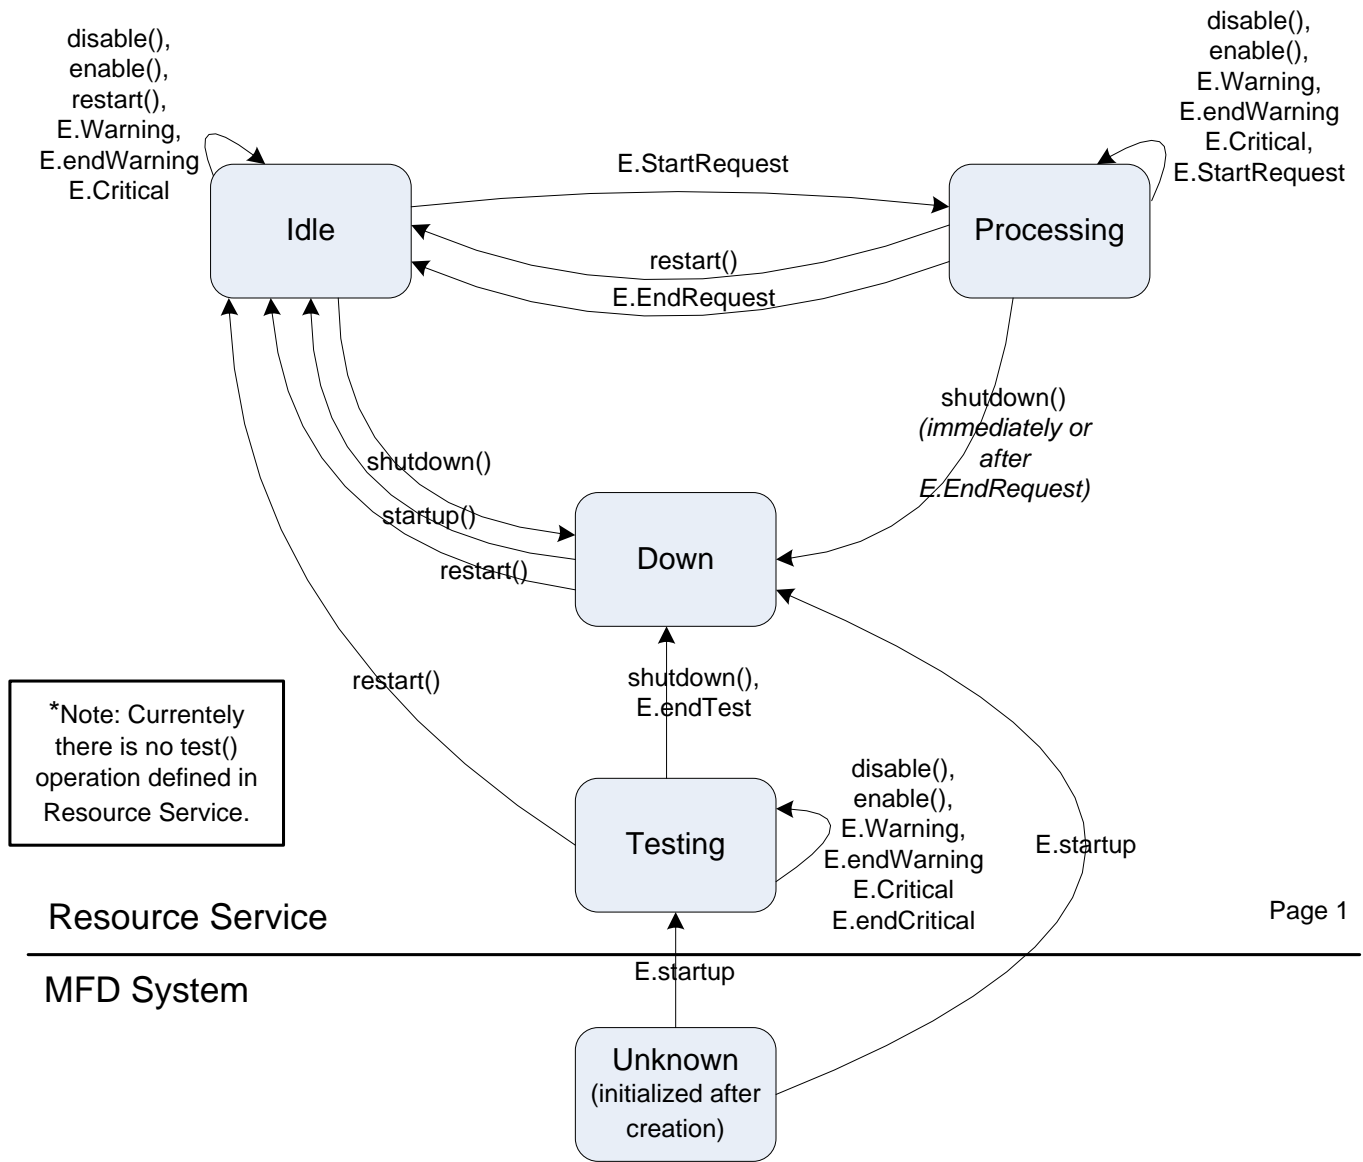 disable(),
enable(),
restart(),
E.Warning,
E.endWarning
E.Critical
disable(),
enable(),
E.Warning,
E.endWarning
E.Critical,
E.StartRequest
E.StartRequest
Idle
Processing
restart()
E.EndRequest
shutdown()
(immediately or
after
E.EndRequest)
shutdown()
startup()
restart()
Down
restart()
shutdown(),
E.endTest
*Note: Currentely
there is no test()
operation defined in
Resource Service.
disable(),
enable(),
E.Warning,
E.endWarning
E.Critical
E.endCritical
Testing
E.startup
Resource Service
Page 1
E.startup
MFD System
Unknown
(initialized after
creation)